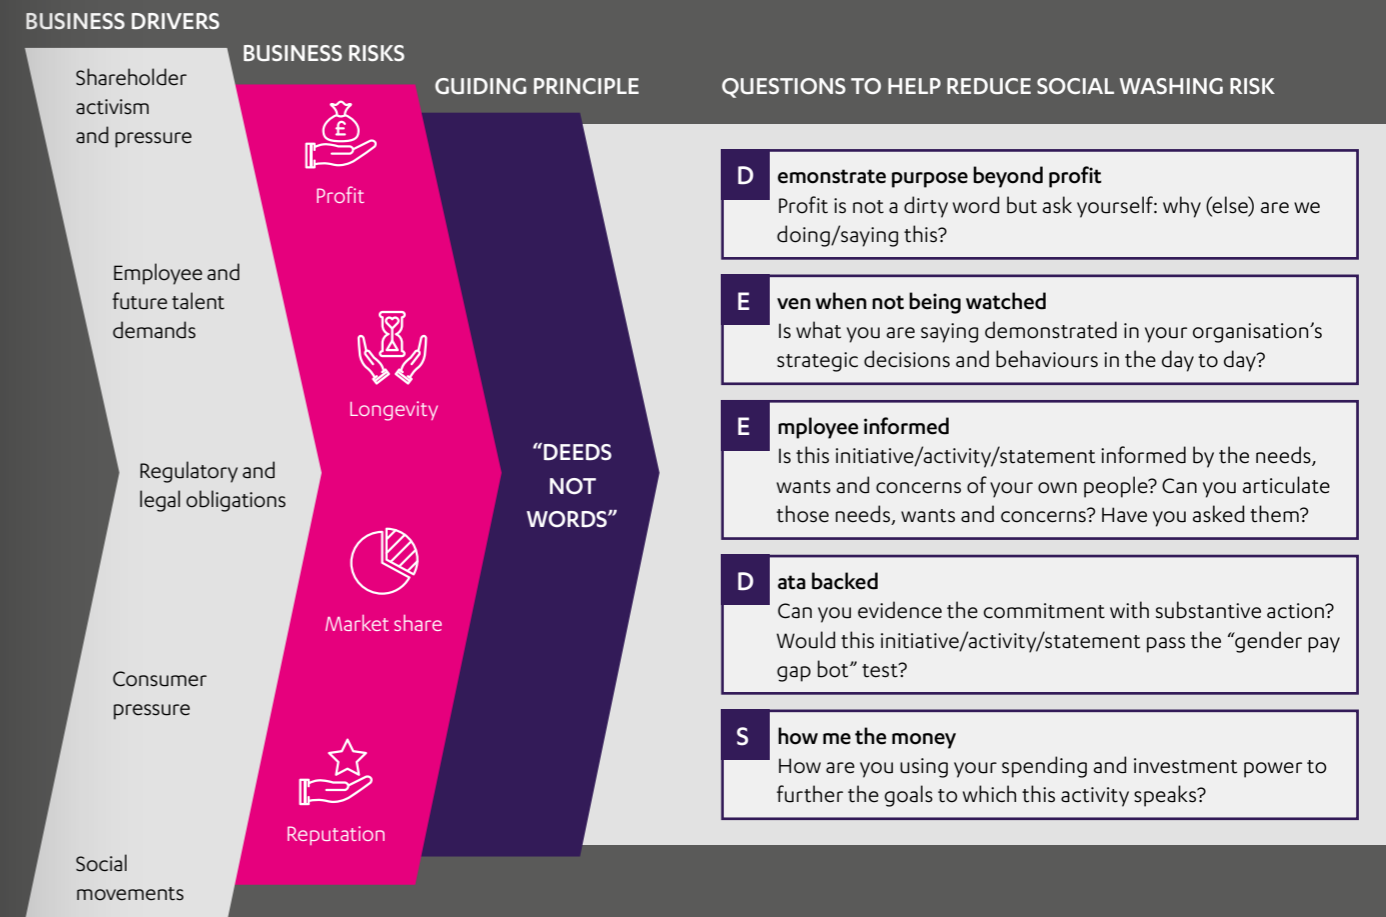 BUSINESS DRIVERS
Shareholder
activism
and pressure
Employee and
future talent
demands
Regulatory and
legal obligations
Consumer
pressure
Social
movements
BUSINESS RISKS
£
Profit
Longevity
Market share
Reputation
GUIDING PRINCIPLE
“DEEDS
NOT
WORDS”
QUESTIONS TO HELP REDUCE SOCIAL WASHING RISK
D emonstrate purpose beyond profit
Profit is not a dirty word but ask yourself: why (else) are we
doing/saying this?
E ven when not being watched
Is what you are saying demonstrated in your organisation’s
strategic decisions and behaviours in the day to day?
E mployee informed
Is this initiative/activity/statement informed by the needs,
wants and concerns of your own people? Can you articulate
those needs, wants and concerns? Have you asked them?
D ata backed
Can you evidence the commitment with substantive action?
Would this initiative/activity/statement pass the “gender pay
gap bot” test?
S how me the money
How are you using your spending and investment power to
further the goals to which this activity speaks?